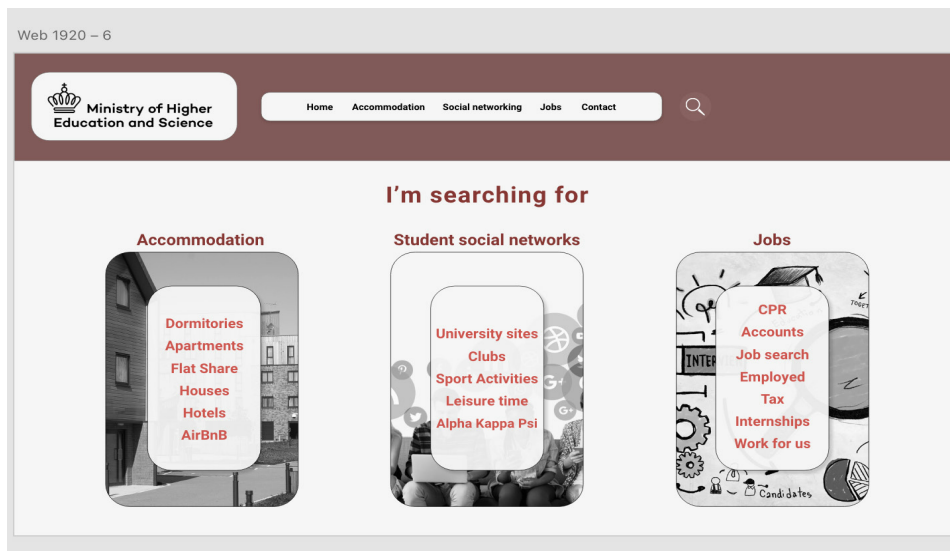 Web 1920 – 6
Ministry of Higher
Education and Science
Home Accommodation Social networking Jobs Contact
I'm searching for
Accommodation
Dormitories
Apartments
Flat Share
Houses
Hotels
AirBnB
Student social networks
University sites
Clubs
Sport Activities
Leisure time
Alpha Kappa Psi
G+
G+
Jobs
CPR
Accounts
Job search
Employed
Tax
Internships
Work for us
Candidates